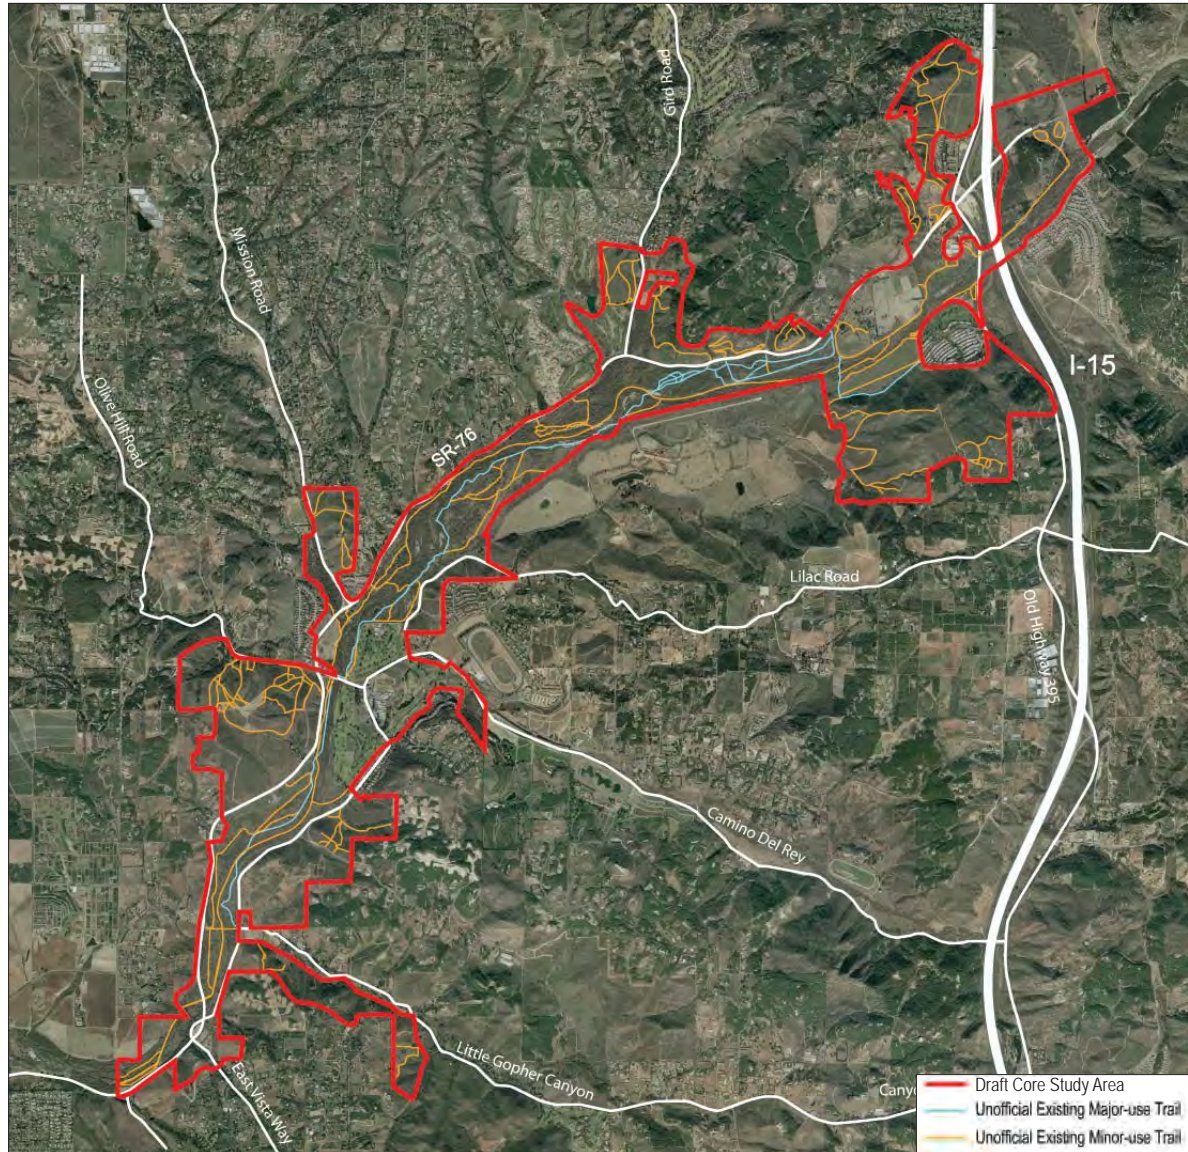 Gird Road
Mission Road
Olive Hill Road
I-15
SR-76
Lilac Road
Old Highway 395
Camino Del Rey
Little Gopher Canyon
East Vista Way
Canyo
Draft Core Study Area
Unofficial Existing Major-use Trail
Unofficial Existing Minor-use Trail